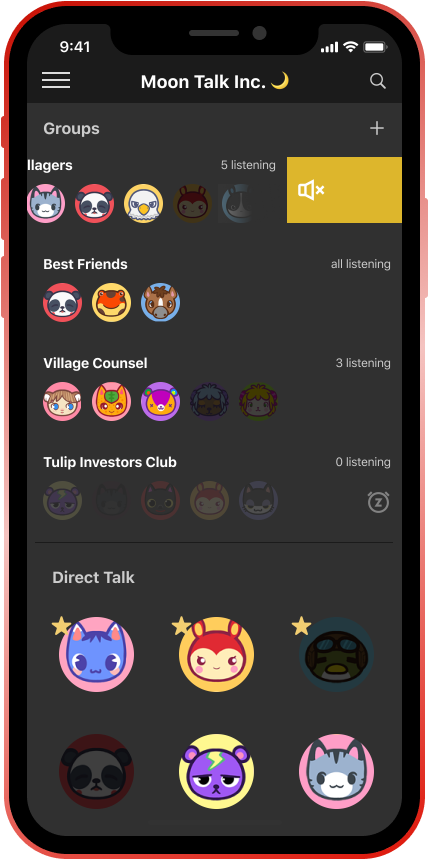 9:41
Moon Talk Inc. 🌙
Groups
llagers
5 listening
Best Friends
all listening
Village Counsel
3 listening
Tulip Investors Club
0 listening
z
Direct Talk